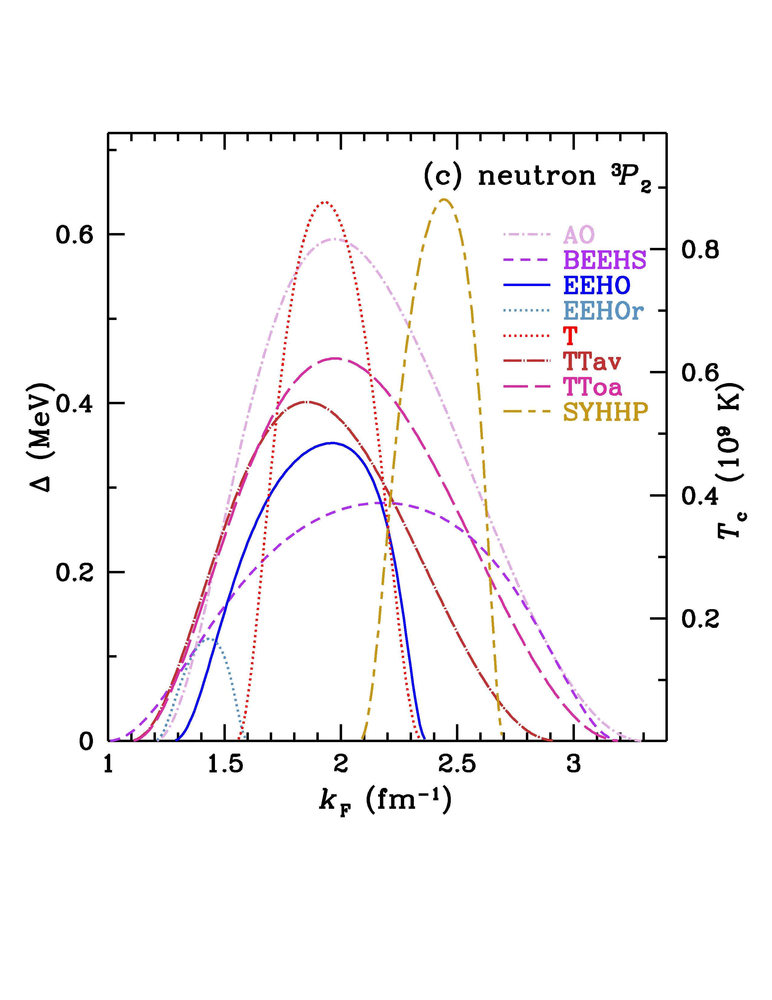 (c) neutron ³P₂
AO
BEEHS
EEHO
EEHOr
T
TTav
TToa
SYHHP
Δ (MeV)
0.6
0.4
0.2
0
0.8
0.6
0.4
0.2
T_c (10⁹ K)
1 1.5 2 2.5 3
k_F (fm⁻¹)